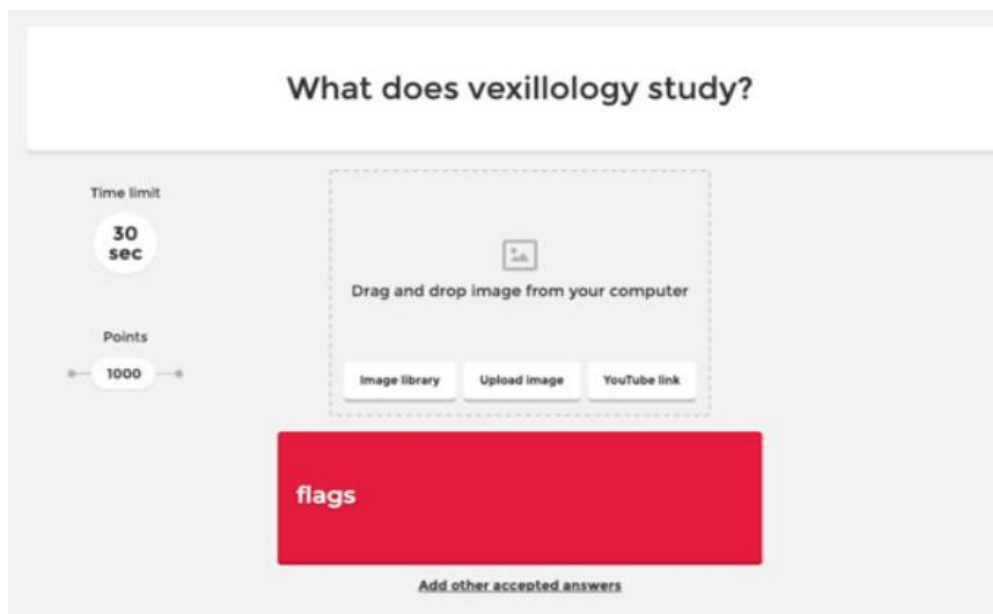 What does vexillology study?
Time limit
30
sec
Drag and drop image from your computer
Points
1000
Image library
Upload image
YouTube link
flags
Add other accepted answers